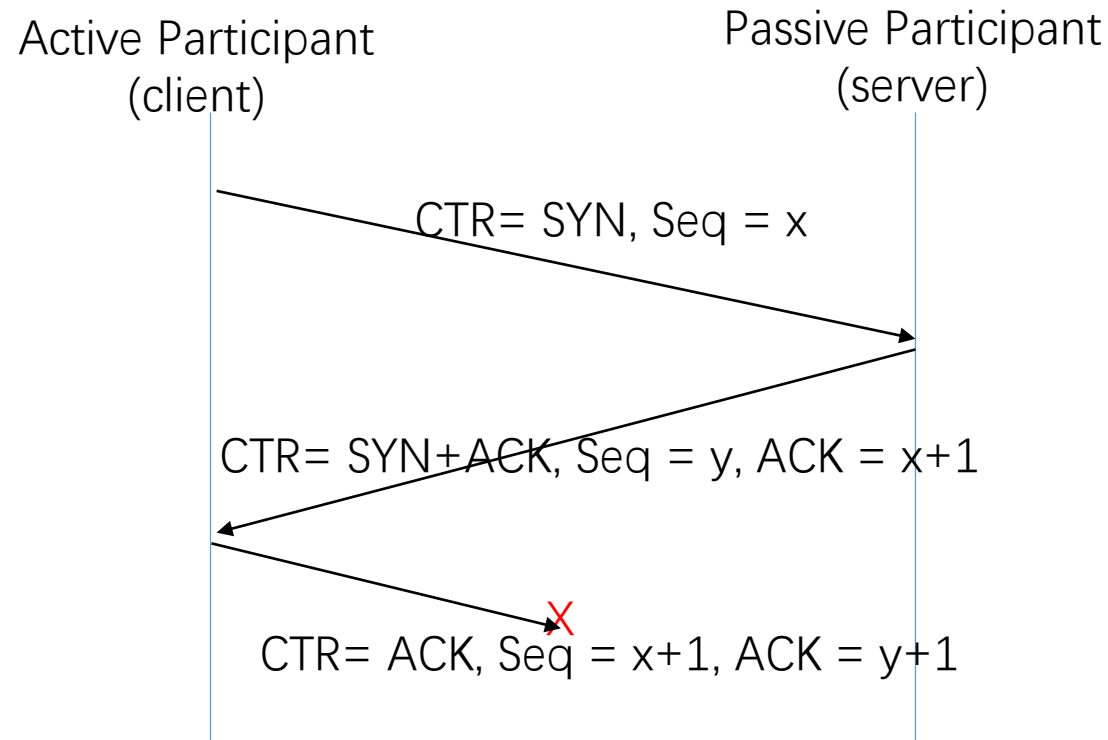 Active Participant
(client)
Passive Participant
(server)
CTR= SYN, Seq = x
CTR= SYN+ACK, Seq = y, ACK = x+1
X
CTR= ACK, Seq = x+1, ACK = y+1